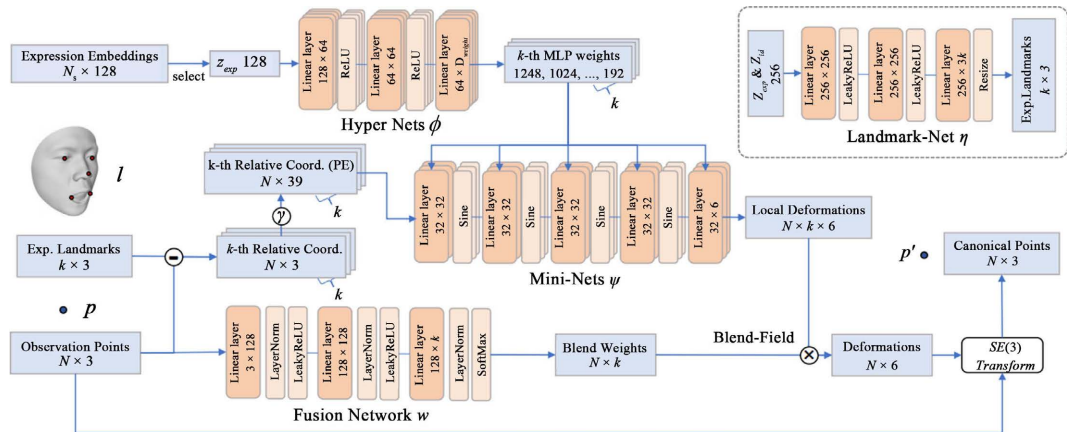 Expression Embeddings
Ns × 128
select
zexp 128
Linear layer
128 × 64
ReLU
Linear layer
64 × 64
ReLU
Linear layer
64 × Dweight
Hyper Nets ϕ
k-th MLP weights
1248, 1024, ..., 192
k
Zexp & Zid
256
Linear layer
256 × 256
LeakyReLU
Linear layer
256 × 256
LeakyReLU
Linear layer
256 × 3k
Resize
Exp.Landmarks
k × 3
Landmark-Net η
l
k-th Relative Coord. (PE)
N × 39
k
γ
Linear layer
32 × 32
Sine
Linear layer
32 × 32
Sine
Linear layer
32 × 32
Sine
Linear layer
32 × 32
Sine
Linear layer
32 × 6
Mini-Nets ψ
Local Deformations
N × k × 6
Exp. Landmarks
k × 3
k-th Relative Coord.
N × 3
k
p'
Canonical Points
N × 3
p
Observation Points
N × 3
Linear layer
3 × 128
LayerNorm
LeakyReLU
Linear layer
128 × 128
LayerNorm
LeakyReLU
Linear layer
128 × k
LayerNorm
SoftMax
Fusion Network w
Blend Weights
N × k
Blend-Field
Deformations
N × 6
SE(3)
Transform